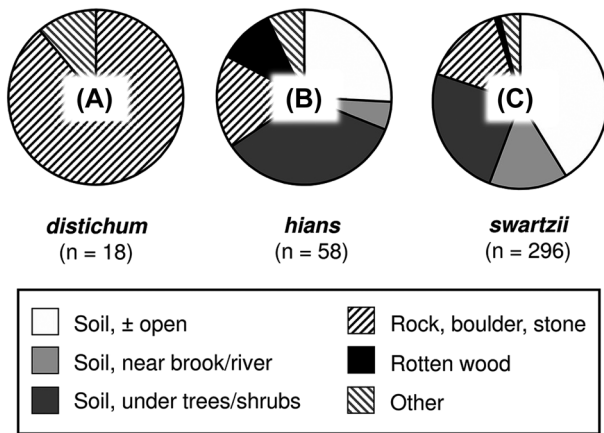 (A) (B) (C)
distichum hians swartzii
(n = 18) (n = 58) (n = 296)
Soil, ± open Rock, boulder, stone
Soil, near brook/river Rotten wood
Soil, under trees/shrubs Other